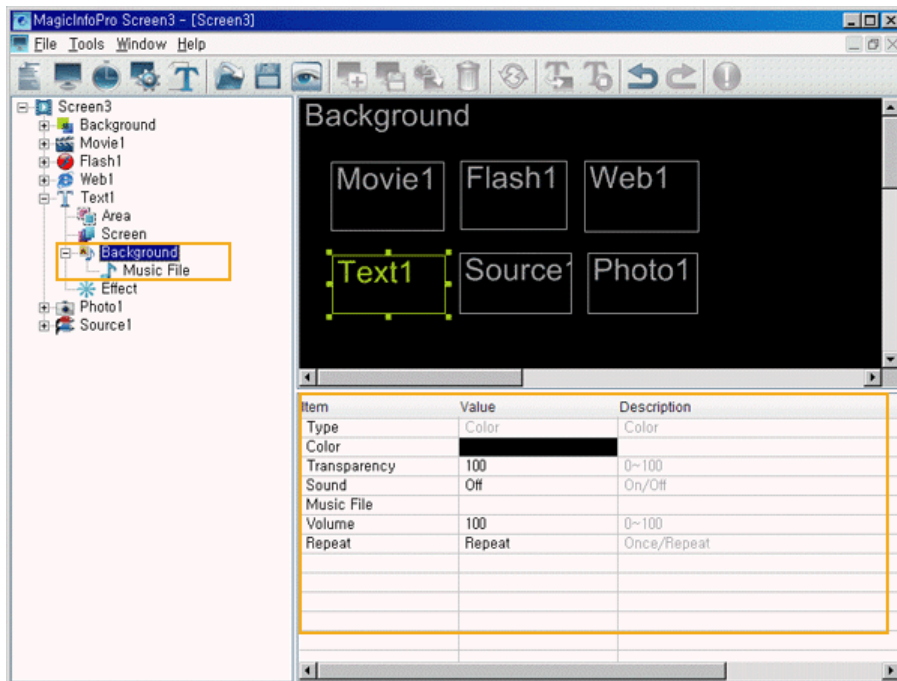 MagicInfoPro Screen3 - [Screen3]
File Tools Window Help
Screen3
Background
Movie1
Flash1
Web1
Text1
Area
Screen
Background
Music File
Effect
Photo1
Source1
Background
Movie1 Flash1 Web1
Text1 Source1 Photo1
Item Value Description
Type Color Color
Color
Transparency 100 0~100
Sound Off On/Off
Music File
Volume 100 0~100
Repeat Repeat Once/Repeat